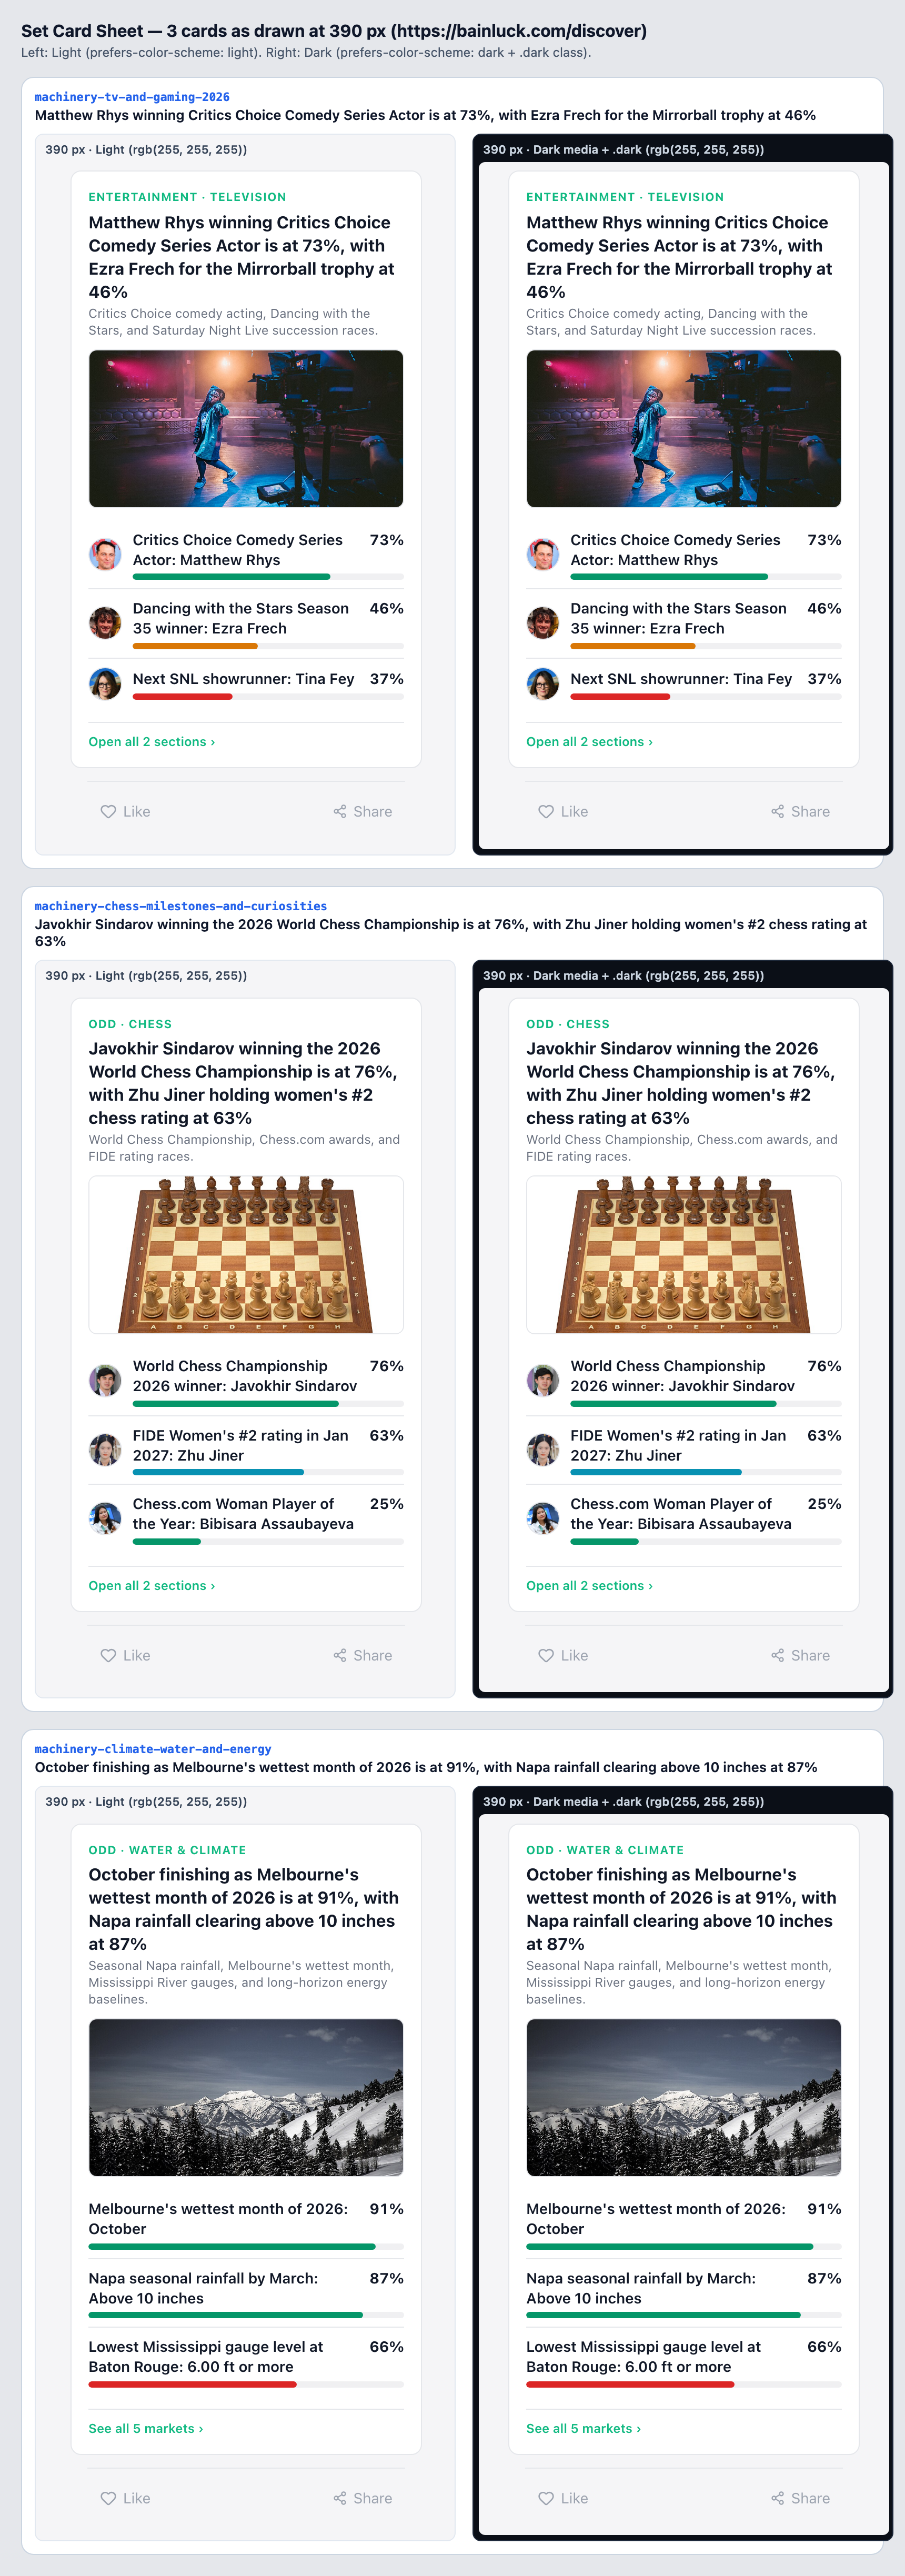 Set Card Sheet — 3 cards as drawn at 390 px (https://bainluck.com/discover)
Left: Light (prefers-color-scheme: light). Right: Dark (prefers-color-scheme: dark + .dark class).
machinery-tv-and-gaming-2026
Matthew Rhys winning Critics Choice Comedy Series Actor is at 73%, with Ezra Frech for the Mirrorball trophy at 46%
390 px · Light (rgb(255, 255, 255))
ENTERTAINMENT · TELEVISION
Matthew Rhys winning Critics Choice
Comedy Series Actor is at 73%, with
Ezra Frech for the Mirrorball trophy at
46%
Critics Choice comedy acting, Dancing with the
Stars, and Saturday Night Live succession races.
Critics Choice Comedy Series 73%
Actor: Matthew Rhys
Dancing with the Stars Season 46%
35 winner: Ezra Frech
Next SNL showrunner: Tina Fey 37%
Open all 2 sections ›
Like Share
390 px · Dark media + .dark (rgb(255, 255, 255))
ENTERTAINMENT · TELEVISION
Matthew Rhys winning Critics Choice
Comedy Series Actor is at 73%, with
Ezra Frech for the Mirrorball trophy at
46%
Critics Choice comedy acting, Dancing with the
Stars, and Saturday Night Live succession races.
Critics Choice Comedy Series 73%
Actor: Matthew Rhys
Dancing with the Stars Season 46%
35 winner: Ezra Frech
Next SNL showrunner: Tina Fey 37%
Open all 2 sections ›
Like Share
machinery-chess-milestones-and-curiosities
Javokhir Sindarov winning the 2026 World Chess Championship is at 76%, with Zhu Jiner holding women's #2 chess rating at
63%
390 px · Light (rgb(255, 255, 255))
ODD · CHESS
Javokhir Sindarov winning the 2026
World Chess Championship is at 76%,
with Zhu Jiner holding women's #2
chess rating at 63%
World Chess Championship, Chess.com awards, and
FIDE rating races.
A B C D E F G H
World Chess Championship 76%
2026 winner: Javokhir Sindarov
FIDE Women's #2 rating in Jan 63%
2027: Zhu Jiner
Chess.com Woman Player of 25%
the Year: Bibisara Assaubayeva
Open all 2 sections ›
Like Share
390 px · Dark media + .dark (rgb(255, 255, 255))
ODD · CHESS
Javokhir Sindarov winning the 2026
World Chess Championship is at 76%,
with Zhu Jiner holding women's #2
chess rating at 63%
World Chess Championship, Chess.com awards, and
FIDE rating races.
A B C D E F G H
World Chess Championship 76%
2026 winner: Javokhir Sindarov
FIDE Women's #2 rating in Jan 63%
2027: Zhu Jiner
Chess.com Woman Player of 25%
the Year: Bibisara Assaubayeva
Open all 2 sections ›
Like Share
machinery-climate-water-and-energy
October finishing as Melbourne's wettest month of 2026 is at 91%, with Napa rainfall clearing above 10 inches at 87%
390 px · Light (rgb(255, 255, 255))
ODD · WATER & CLIMATE
October finishing as Melbourne's
wettest month of 2026 is at 91%, with
Napa rainfall clearing above 10 inches
at 87%
Seasonal Napa rainfall, Melbourne's wettest month,
Mississippi River gauges, and long-horizon energy
baselines.
Melbourne's wettest month of 2026: 91%
October
Napa seasonal rainfall by March: 87%
Above 10 inches
Lowest Mississippi gauge level at 66%
Baton Rouge: 6.00 ft or more
See all 5 markets ›
Like Share
390 px · Dark media + .dark (rgb(255, 255, 255))
ODD · WATER & CLIMATE
October finishing as Melbourne's
wettest month of 2026 is at 91%, with
Napa rainfall clearing above 10 inches
at 87%
Seasonal Napa rainfall, Melbourne's wettest month,
Mississippi River gauges, and long-horizon energy
baselines.
Melbourne's wettest month of 2026: 91%
October
Napa seasonal rainfall by March: 87%
Above 10 inches
Lowest Mississippi gauge level at 66%
Baton Rouge: 6.00 ft or more
See all 5 markets ›
Like Share